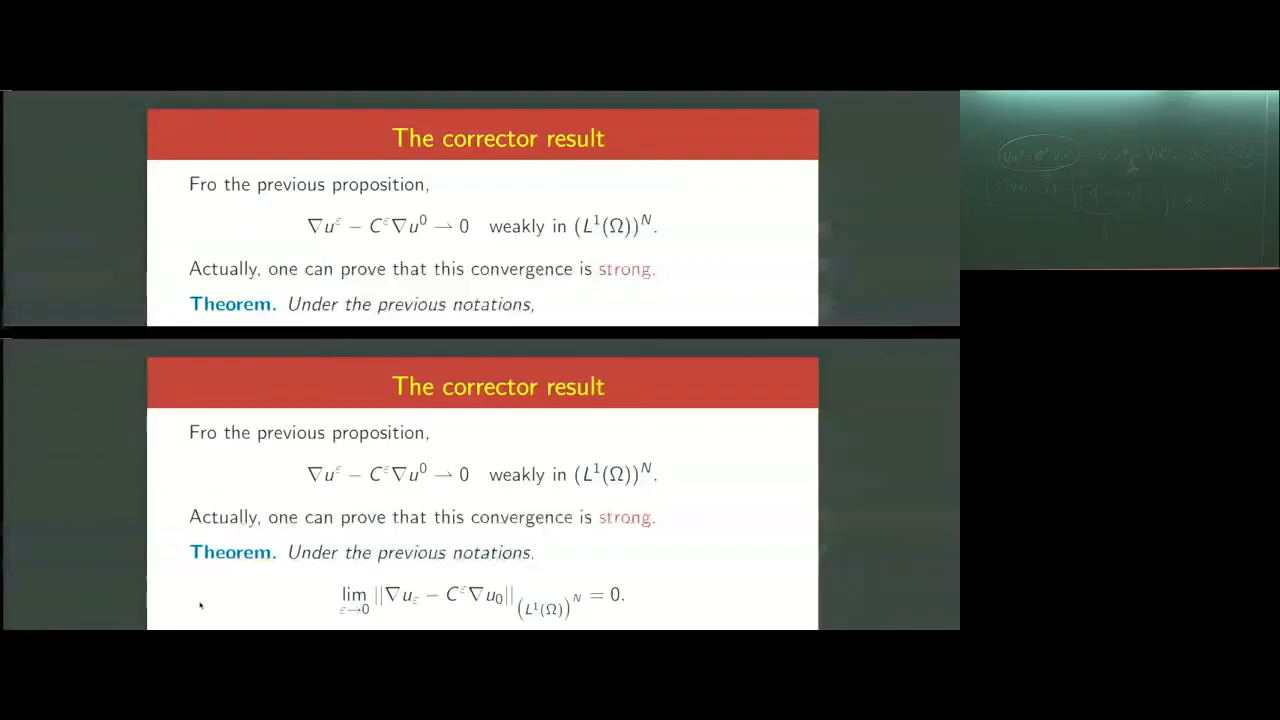 The corrector result
Fro the previous proposition,
∇u^ε − C^ε∇u^0 ⇀ 0 weakly in (L^1(Ω))^N.
Actually, one can prove that this convergence is strong.
Theorem. Under the previous notations,
The corrector result
Fro the previous proposition,
∇u^ε − C^ε∇u^0 ⇀ 0 weakly in (L^1(Ω))^N.
Actually, one can prove that this convergence is strong.
Theorem. Under the previous notations,
lim_{ε→0} ||∇u_ε − C^ε∇u_0||_{(L^1(Ω))^N} = 0.